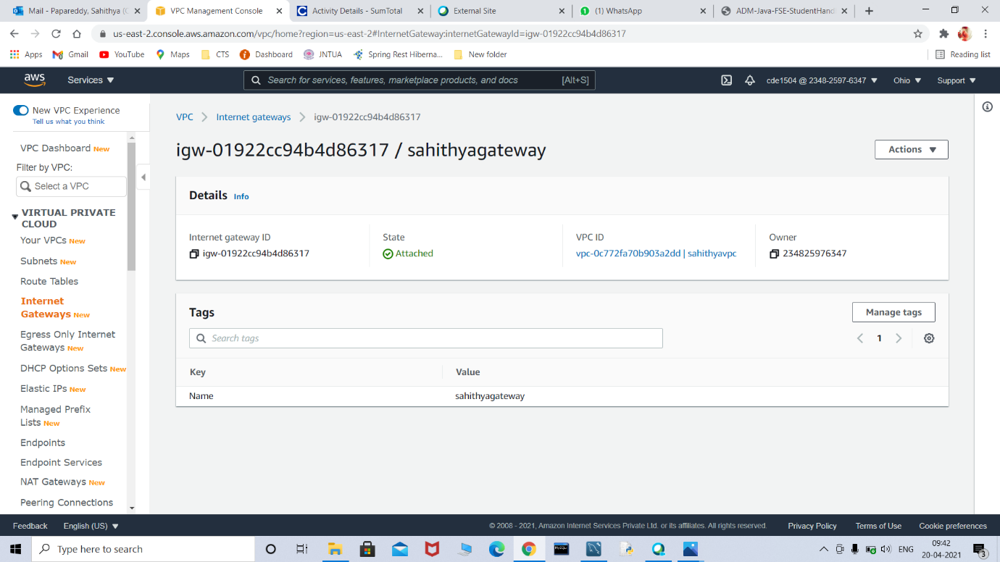 Mail - Papareddy, Sahithya (C
VPC Management Console
Activity Details - SumTotal
External Site
(1) WhatsApp
ADM-Java-FSE-StudentHand
us-east-2.console.aws.amazon.com/vpc/home?region=us-east-2#InternetGateway:internetGatewayId=igw-01922cc94b4d86317
Apps
Gmail
YouTube
Maps
CTS
Dashboard
JNTUA
Spring Rest Hiberna...
New folder
Reading list
aws
Services
Search for services, features, marketplace products, and docs
[Alt+S]
cde1504 @ 2348-2597-6347
Ohio
Support
New VPC Experience
Tell us what you think
VPC Dashboard New
Filter by VPC:
Select a VPC
VIRTUAL PRIVATE
CLOUD
Your VPCs New
Subnets New
Route Tables
Internet
Gateways New
Egress Only Internet
Gateways New
DHCP Options Sets New
Elastic IPs New
Managed Prefix
Lists New
Endpoints
Endpoint Services
NAT Gateways New
Peering Connections
VPC
Internet gateways
igw-01922cc94b4d86317
igw-01922cc94b4d86317 / sahithyagateway
Actions
Details Info
Internet gateway ID
igw-01922cc94b4d86317
State
Attached
VPC ID
vpc-0c772fa70b903a2dd | sahithyavpc
Owner
234825976347
Tags
Manage tags
Search tags
1
Key
Value
Name
sahithyagateway
Feedback
English (US)
© 2008 - 2021, Amazon Internet Services Private Ltd. or its affiliates. All rights reserved.
Privacy Policy
Terms of Use
Cookie preferences
Type here to search
MySQL
ENG
09:42
20-04-2021
3